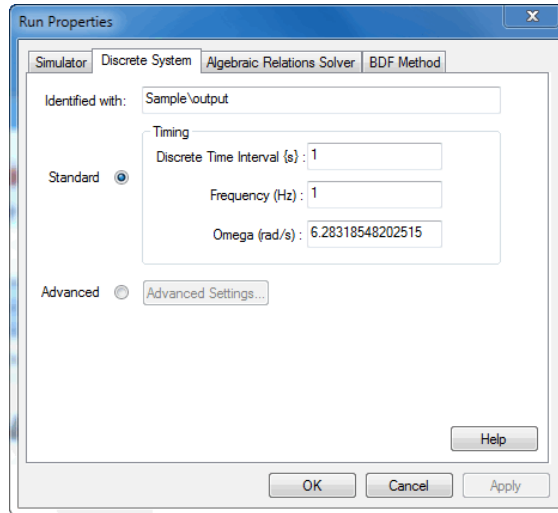 Run Properties
x
Simulator Discrete System Algebraic Relations Solver BDF Method
Identified with: Sample\output
Timing
Discrete Time Interval {s} : 1
Standard
Frequency (Hz) : 1
Omega (rad/s) : 6.28318548202515
Advanced Advanced Settings...
Help
OK Cancel Apply